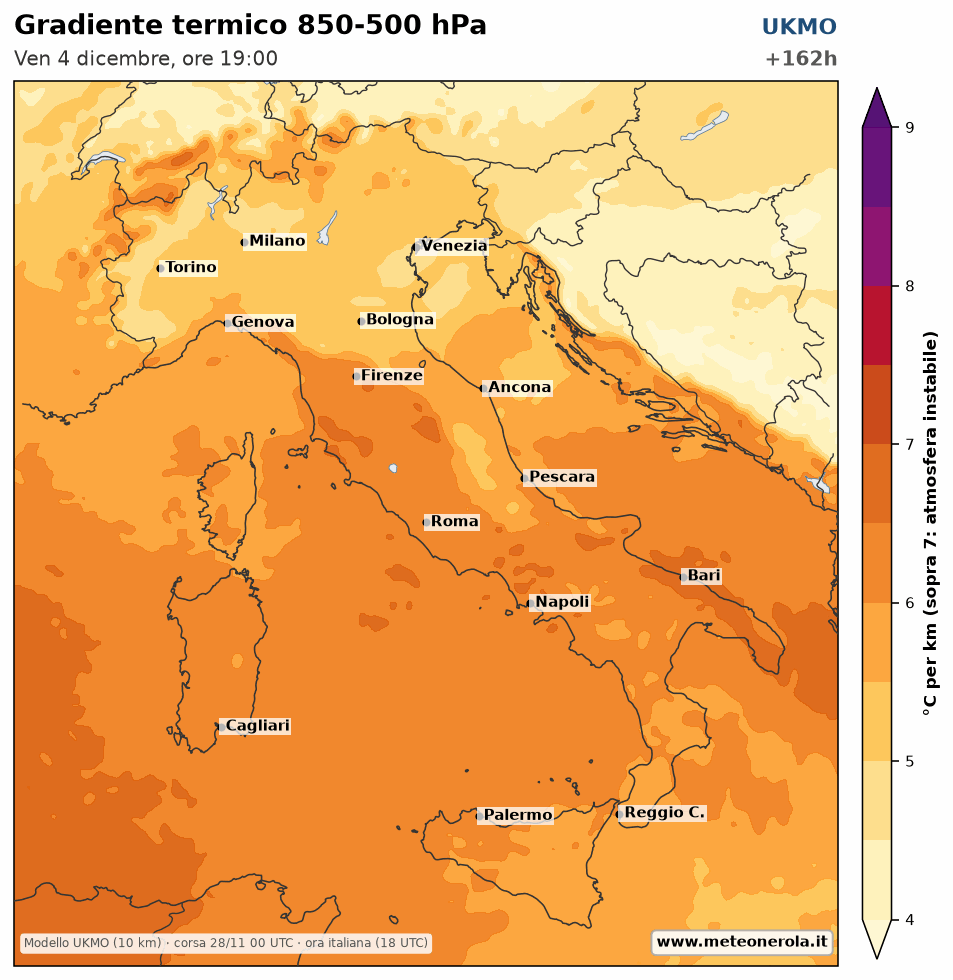 Gradiente termico 850-500 hPa
UKMO
Ven 4 dicembre, ore 19:00
+162h
Milano
Venezia
Torino
Genova
Bologna
Firenze
Ancona
Pescara
Roma
Bari
Napoli
Cagliari
Palermo
Reggio C.
9
8
7
6
5
4
°C per km (sopra 7: atmosfera instabile)
Modello UKMO (10 km) · corsa 28/11 00 UTC · ora italiana (18 UTC)
www.meteonerola.it